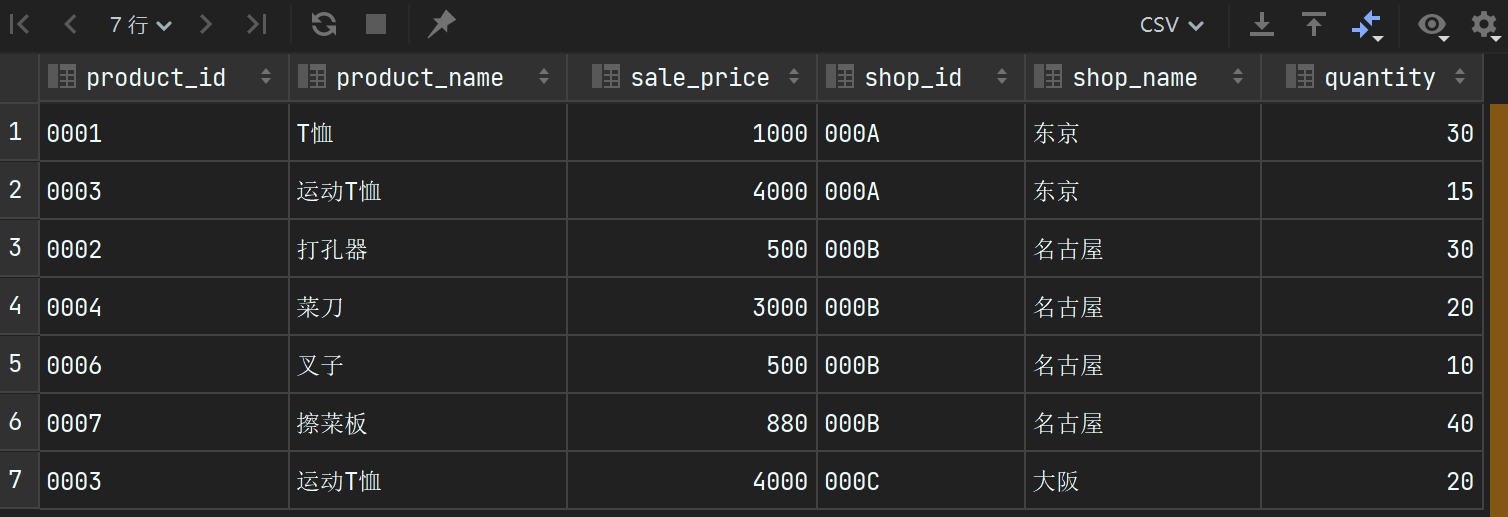 7 行 CSV
product_id product_name sale_price shop_id shop_name quantity
1 0001 T恤 1000 000A 东京 30
2 0003 运动T恤 4000 000A 东京 15
3 0002 打孔器 500 000B 名古屋 30
4 0004 菜刀 3000 000B 名古屋 20
5 0006 叉子 500 000B 名古屋 10
6 0007 擦菜板 880 000B 名古屋 40
7 0003 运动T恤 4000 000C 大阪 20